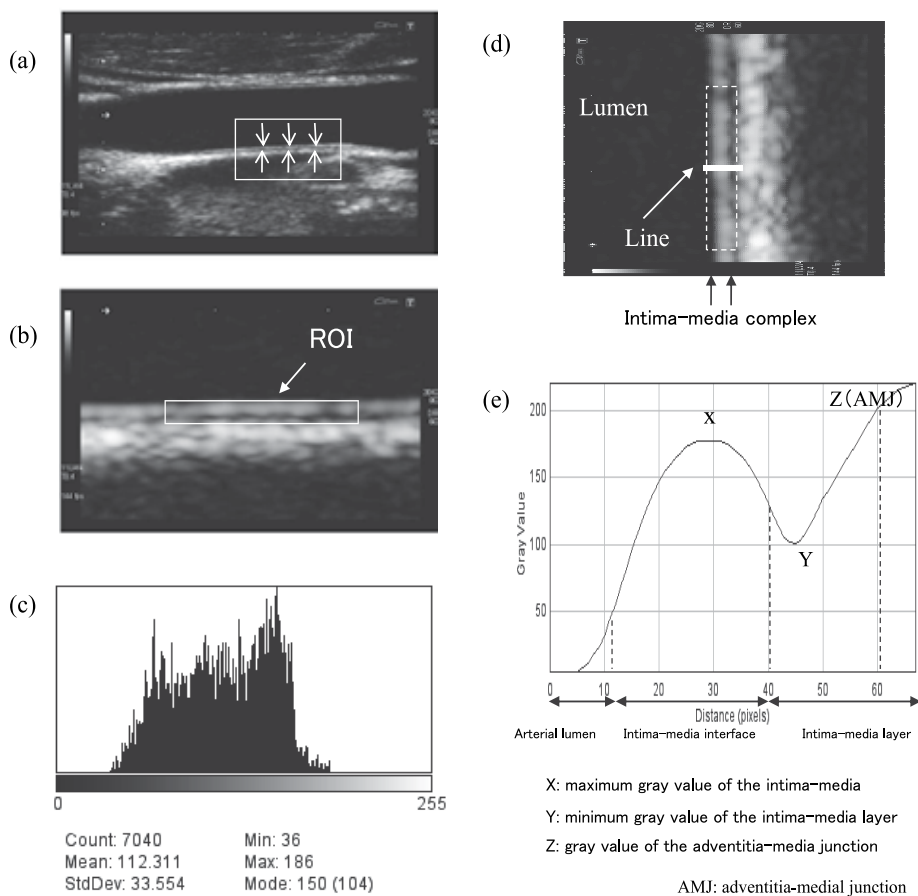 (a)
(b)
ROI
(c)
0
255
Count: 7040
Min: 36
Mean: 112.311
Max: 186
StdDev: 33.554
Mode: 150 (104)
(d)
Lumen
Line
Intima-media complex
(e)
Z(AMJ)
X
Y
Gray Value
200
150
100
50
0
10
20
30
40
50
60
Distance (pixels)
Arterial lumen
Intima-media interface
Intima-media layer
X: maximum gray value of the intima-media
Y: minimum gray value of the intima-media layer
Z: gray value of the adventitia-media junction
AMJ: adventitia-medial junction